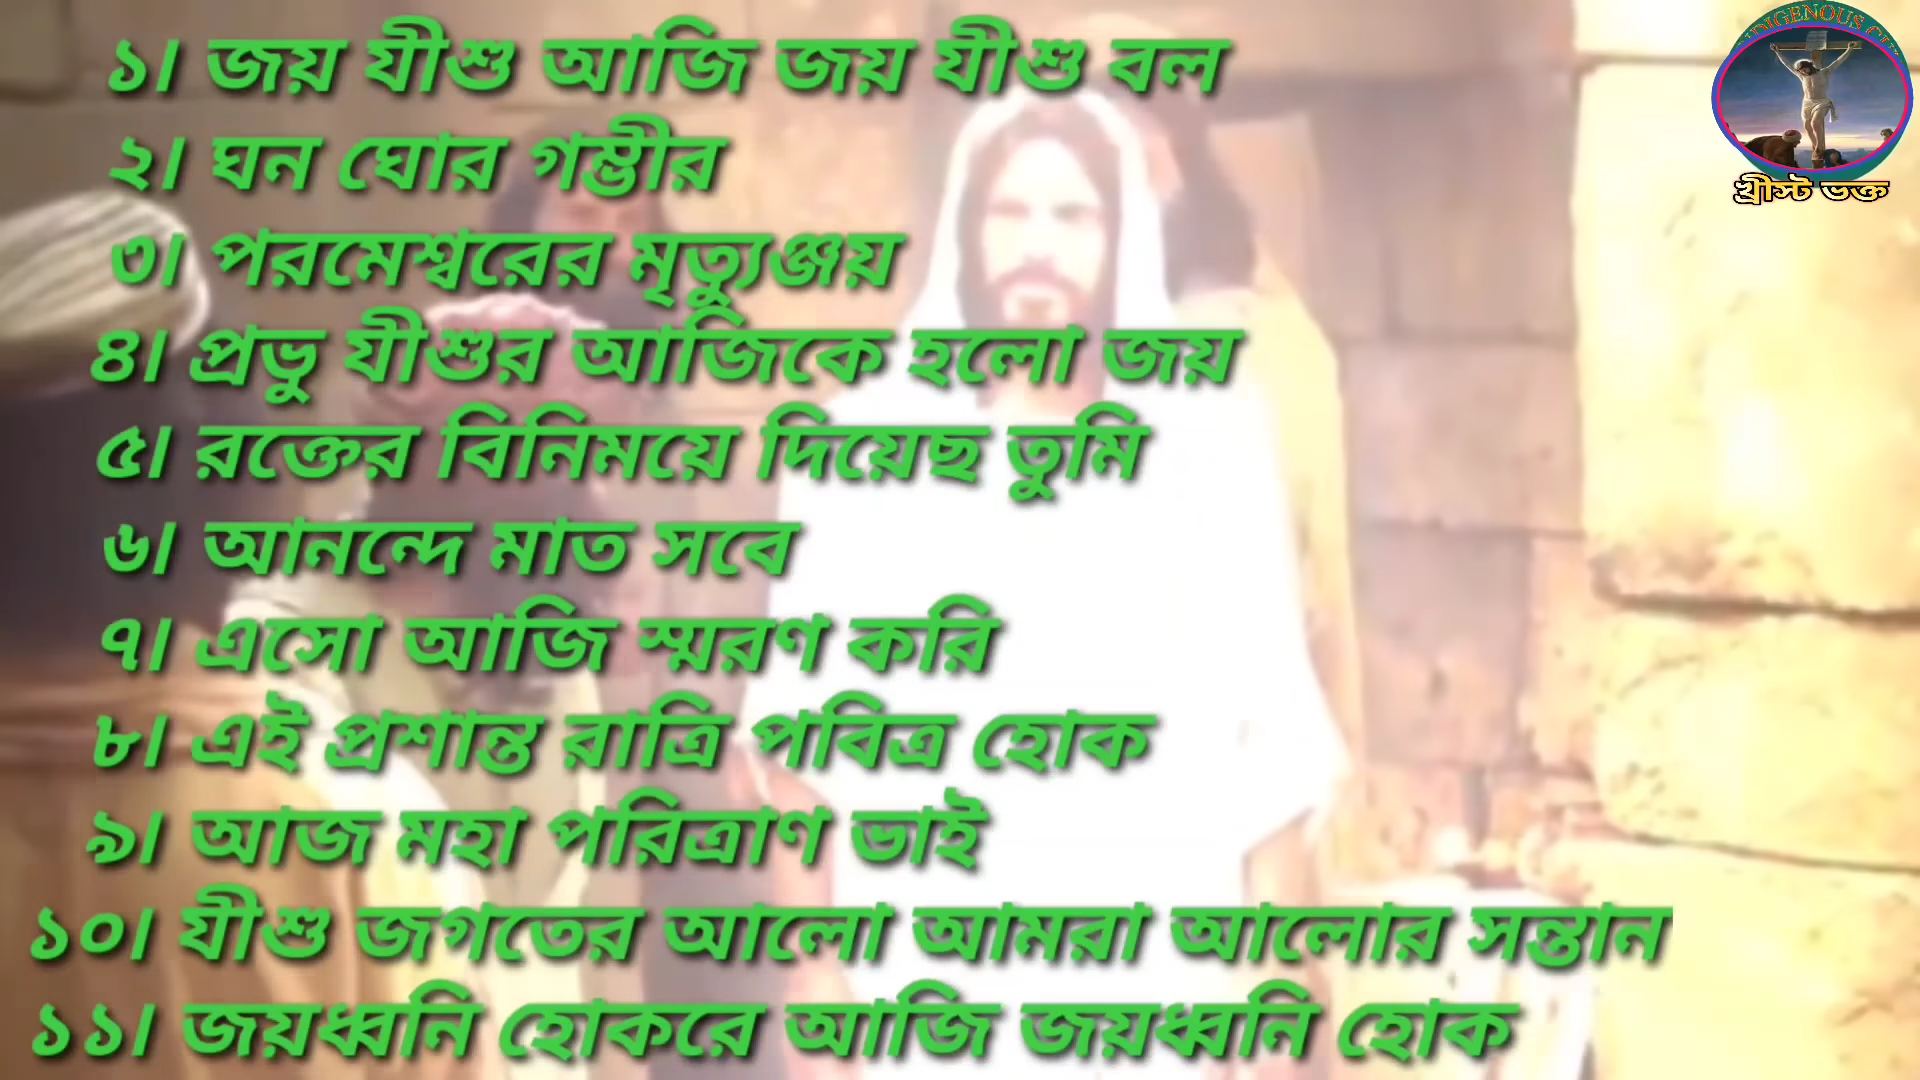 ১। জয় যীশু আজি জয় যীশু বল
২। ঘন ঘোর গম্ভীর
৩। পরমেশ্বরের মৃত্যুঞ্জয়
৪। প্রভু যীশুর আজিকে হলো জয়
৫। রক্তের বিনিময়ে দিয়েছ তুমি
৬। আনন্দে মাত সবে
৭। এসো আজি স্মরণ করি
৮। এই প্রশান্ত রাত্রি পবিত্র হোক
৯। আজ মহা পরিত্রাণ ভাই
১০। যীশু জগতের আলো আমরা আলোর সন্তান
১১। জয়ধ্বনি হোকরে আজি জয়ধ্বনি হোক
INDIGENOUS
খ্রীস্ট ভক্ত